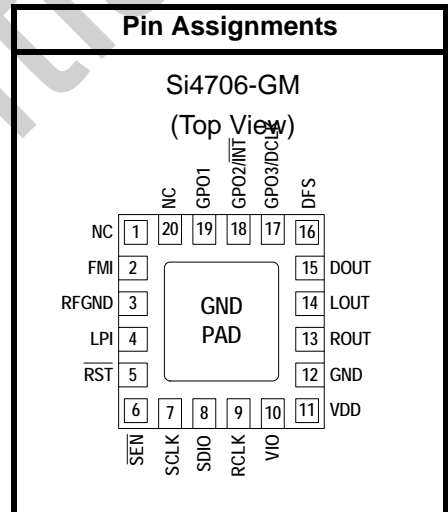 Pin Assignments
Si4706-GM
(Top View)
NC
GPO1
GPO2/INT
GPO3/DCLK
DFS
20
19
18
17
16
NC 1
FMI 2
RFGND 3
LPI 4
RST 5
GND
PAD
15 DOUT
14 LOUT
13 ROUT
12 GND
11 VDD
6
7
8
9
10
SEN
SCLK
SDIO
RCLK
VIO